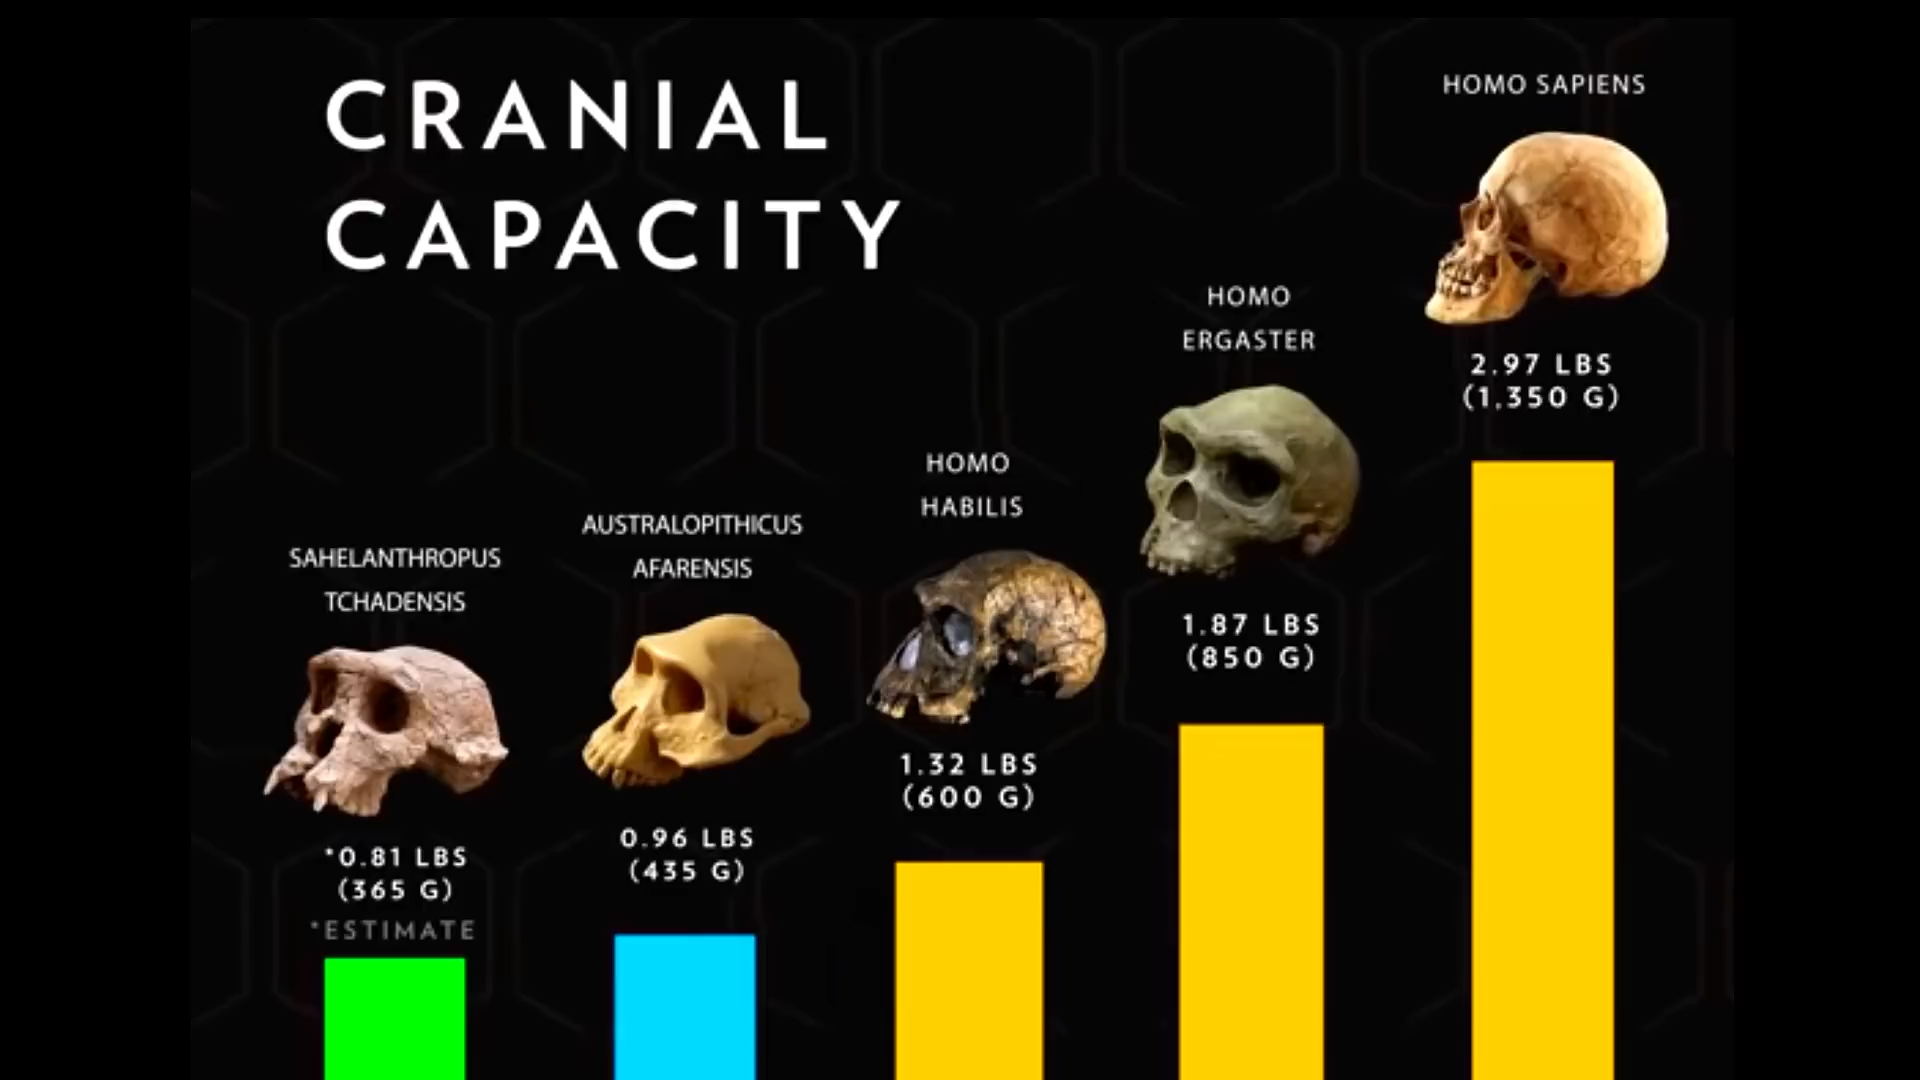 CRANIAL
CAPACITY
SAHELANTHROPUS
TCHADENSIS
*0.81 LBS
(365 G)
*ESTIMATE
AUSTRALOPITHICUS
AFARENSIS
0.96 LBS
(435 G)
HOMO
HABILIS
1.32 LBS
(600 G)
HOMO
ERGASTER
1.87 LBS
(850 G)
HOMO SAPIENS
2.97 LBS
(1,350 G)